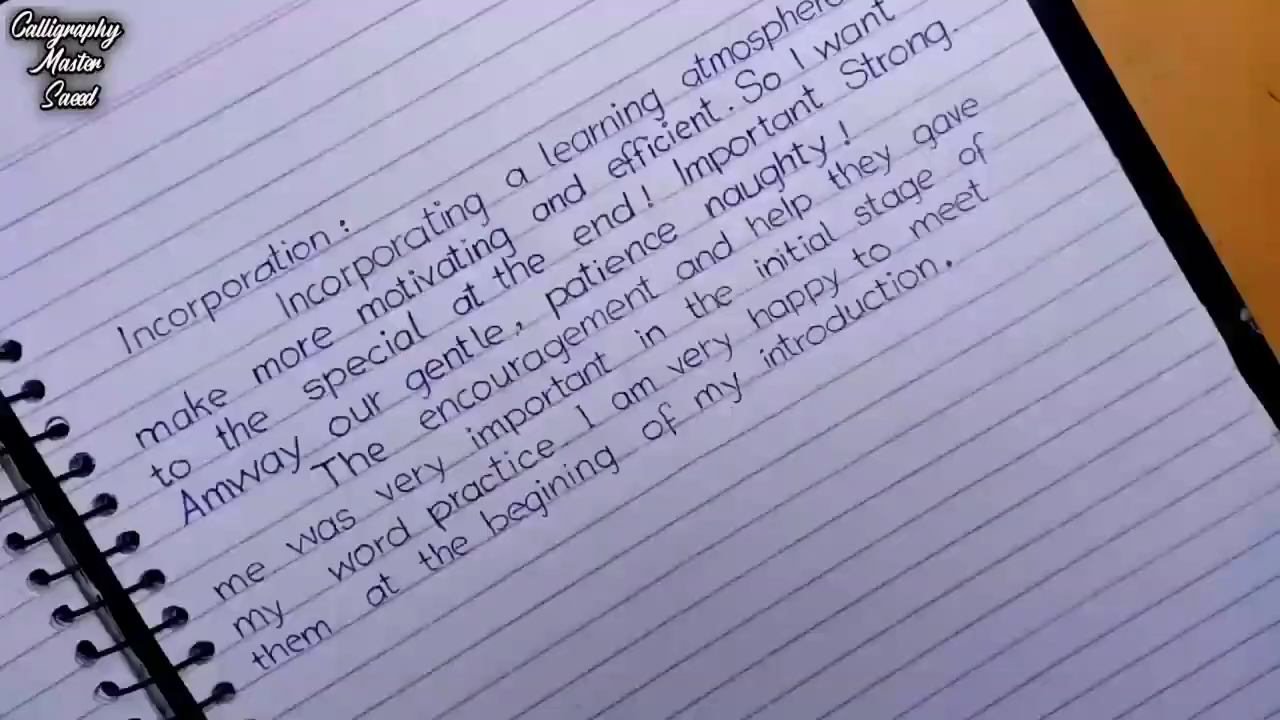 Calligraphy
Master
Saeed
Incorporation :
Incorporating a learning atmosphere
make more motivating and efficient. So I want
to the special at the end! Important Strong.
Amway our gentle, patience naughty!
The encouragement and help they gave
me was very important in the initial stage of
my word practice I am very happy to meet
them at the begining of my introduction.